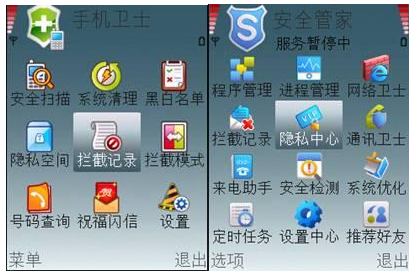 手机卫士
安全扫描 系统清理 黑白名单
隐私空间 拦截记录 拦截模式
号码查询 祝福闪信 设置
菜单 退出
安全管家
服务暂停中
程序管理 进程管理 网络卫士
拦截记录 隐私中心 通讯卫士
来电助手 安全检测 系统优化
定时任务 设置中心 推荐好友
选项 退出